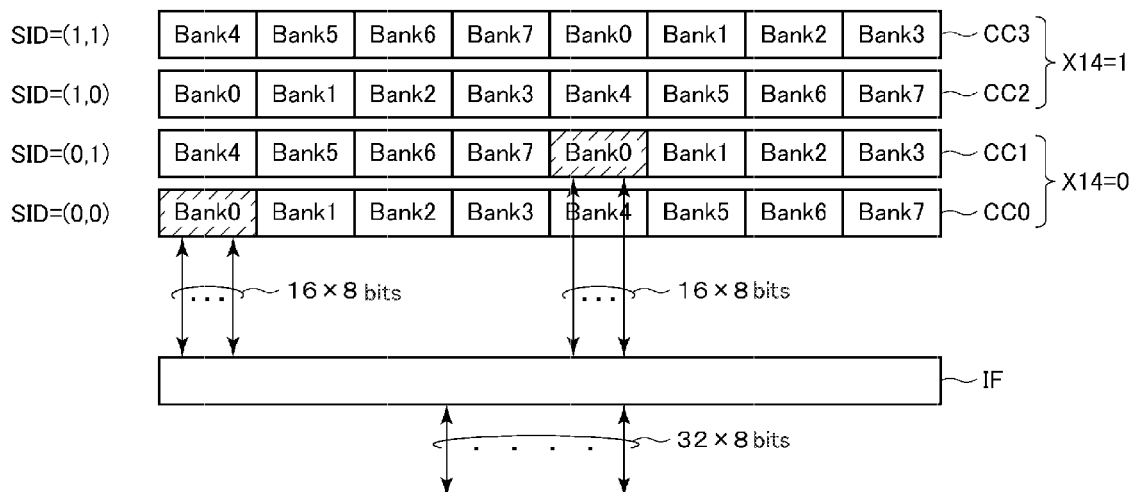 SID=(1,1) Bank4 Bank5 Bank6 Bank7 Bank0 Bank1 Bank2 Bank3 CC3
X14=1
SID=(1,0) Bank0 Bank1 Bank2 Bank3 Bank4 Bank5 Bank6 Bank7 CC2
SID=(0,1) Bank4 Bank5 Bank6 Bank7 Bank0 Bank1 Bank2 Bank3 CC1
X14=0
SID=(0,0) Bank0 Bank1 Bank2 Bank3 Bank4 Bank5 Bank6 Bank7 CC0
16×8 bits 16×8 bits
IF
32×8 bits